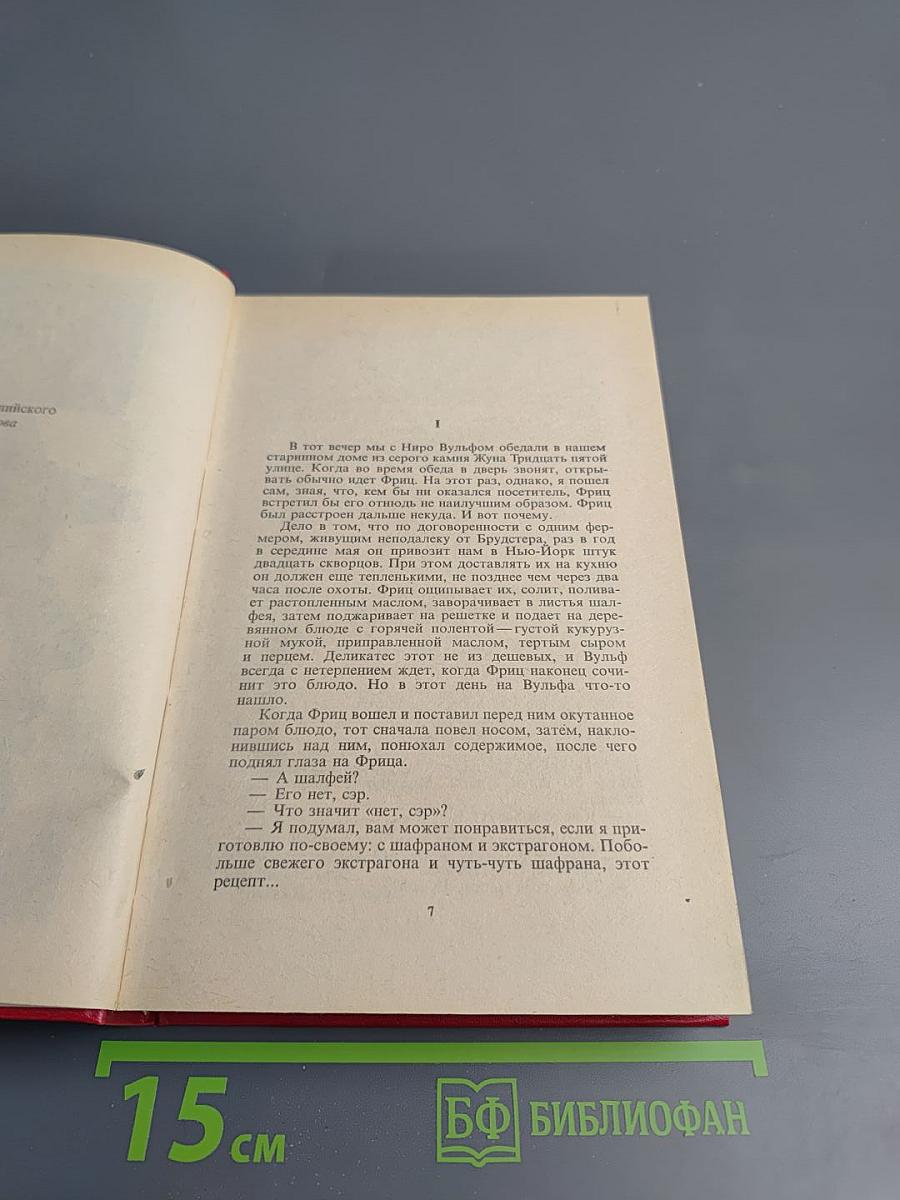 лийского
ова
I
В тот вечер мы с Ниро Вульфом обедали в нашем
старинном доме из серого камня Жуна Тридцать пятой
улице. Когда во время обеда в дверь звонят, откры-
вать обычно идет Фриц. На этот раз, однако, я пошел
сам, зная, что, кем бы ни оказался посетитель, Фриц
встретил бы его отнюдь не наилучшим образом. Фриц
был расстроен дальше некуда. И вот почему.
Дело в том, что по договоренности с одним фер-
мером, живущим неподалеку от Брудстера, раз в год
в середине мая он привозит нам в Нью-Йорк штук
двадцать скворцов. При этом доставлять их на кухню
он должен еще тепленькими, не позднее чем через два
часа после охоты. Фриц ощипывает их, солит, полива-
ет растопленным маслом, заворачивает в листья шал-
фея, затем поджаривает на решетке и подает на дере-
вянном блюде с горячей полентой—густой кукуруз-
ной мукой, приправленной маслом, тертым сыром
и перцем. Деликатес этот не из дешевых, и Вульф
всегда с нетерпением ждет, когда Фриц наконец сочи-
нит это блюдо. Но в этот день на Вульфа что-то
нашло.
Когда Фриц вошел и поставил перед ним окутанное
паром блюдо, тот сначала повел носом, затем, накло-
нившись над ним, понюхал содержимое, после чего
поднял глаза на Фрица.
— А шалфей?
— Его нет, сэр.
— Что значит «нет, сэр»?
— Я подумал, вам может понравиться, если я при-
готовлю по-своему: с шафраном и экстрагоном. Побо-
льше свежего экстрагона и чуть-чуть шафрана, этот
рецепт...
7
15 см
БФ БИБЛИОФАН